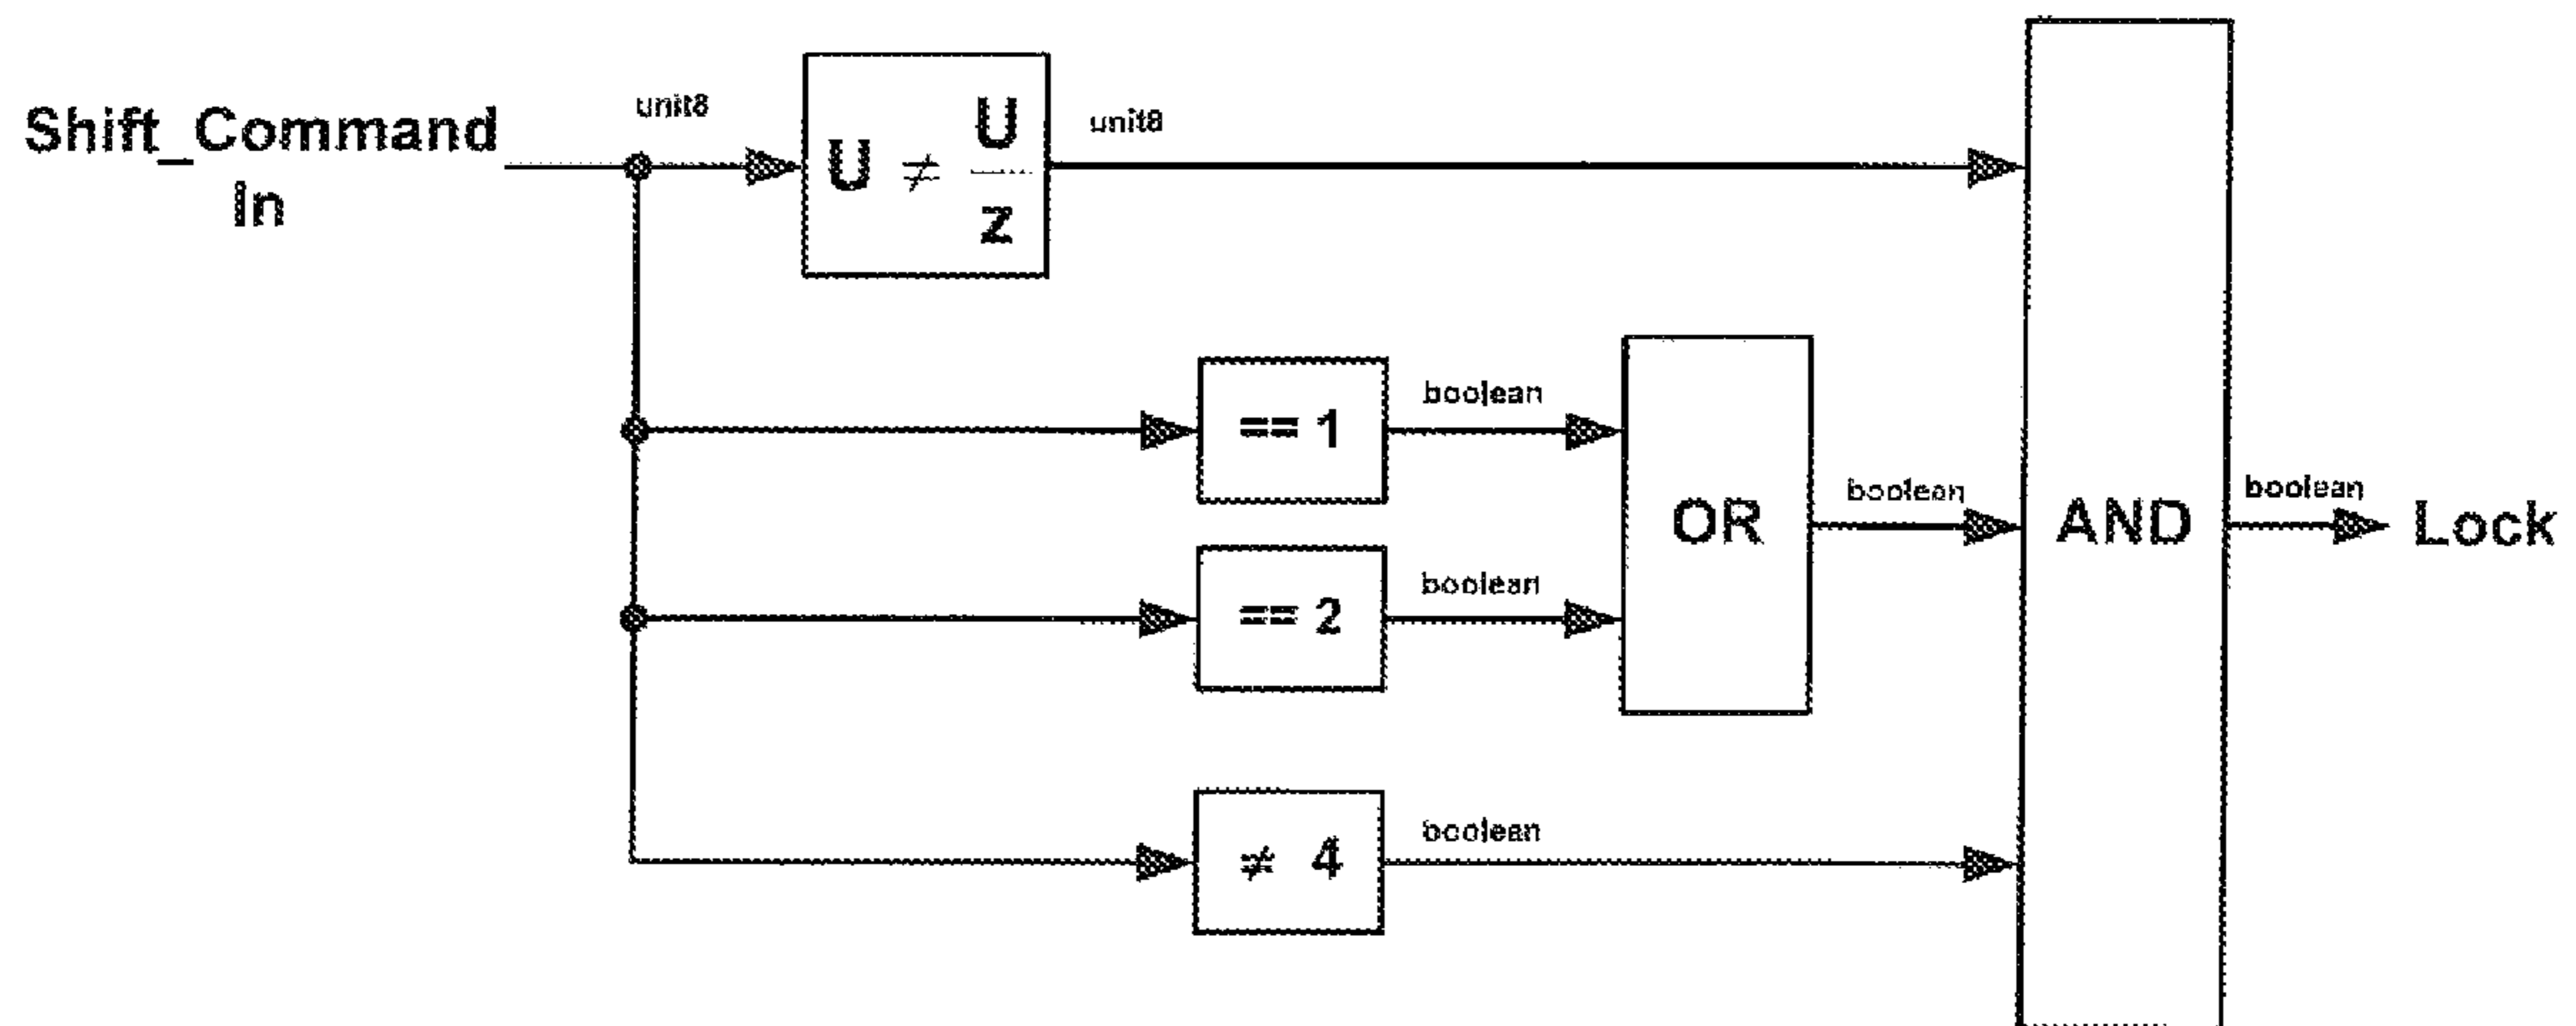 Shift_Command
In
unit8
U ≠ U
z
unit8
== 1
boolean
== 2
boolean
OR
boolean
≠ 4
boolean
AND
boolean
Lock